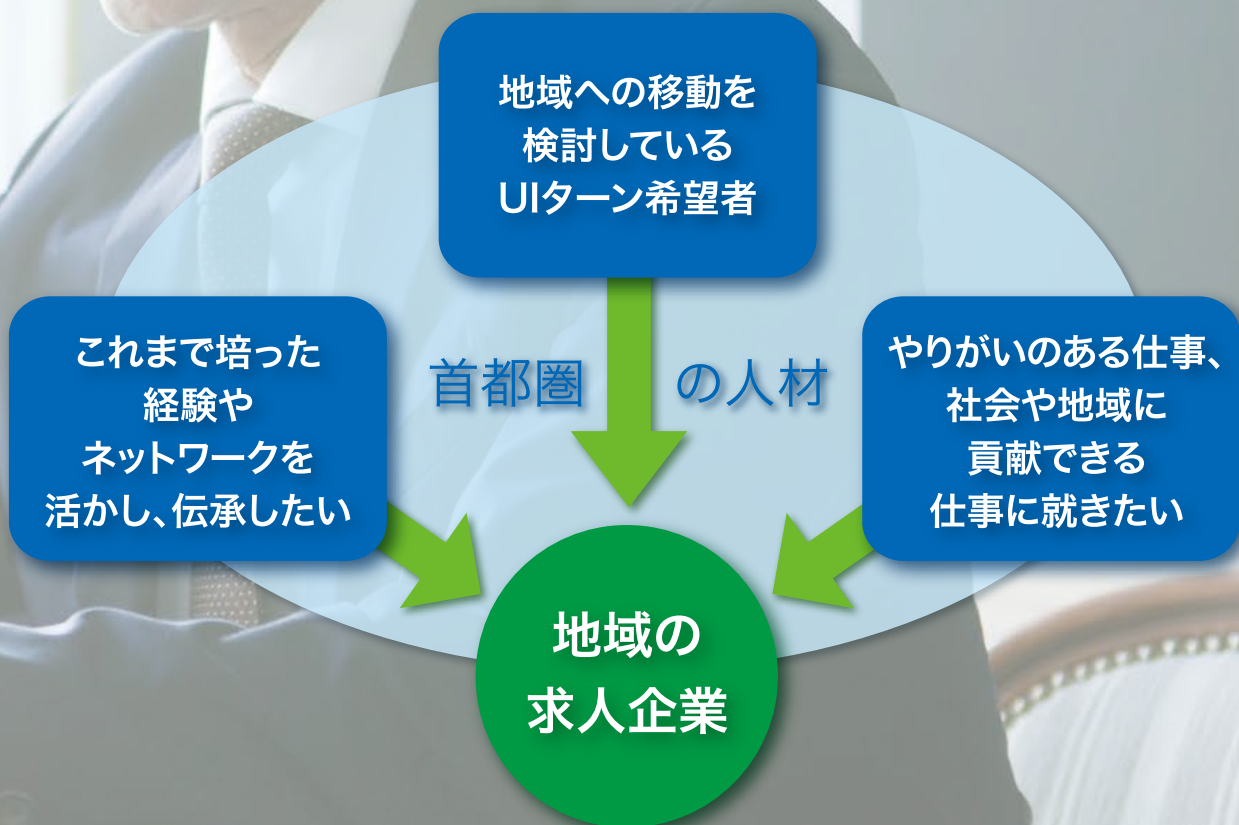 地域への移動を
検討している
UIターン希望者
これまで培った
経験や
ネットワークを
活かし、伝承したい
首都圏の人材
やりがいのある仕事、
社会や地域に
貢献できる
仕事に就きたい
地域の
求人企業